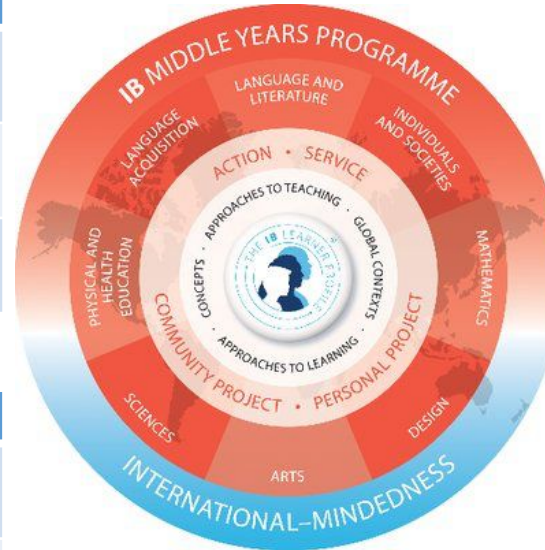 IB MIDDLE YEARS PROGRAMME
LANGUAGE AND
LITERATURE
INDIVIDUALS
AND SOCIETIES
MATHEMATICS
DESIGN
ARTS
SCIENCES
PHYSICAL AND
HEALTH
EDUCATION
LANGUAGE
ACQUISITION
ACTION • SERVICE
PERSONAL PROJECT
COMMUNITY PROJECT •
APPROACHES TO TEACHING ·
GLOBAL CONTEXTS
· APPROACHES TO LEARNING ·
CONCEPTS ·
THE IB LEARNER PROFILE
INTERNATIONAL–MINDEDNESS